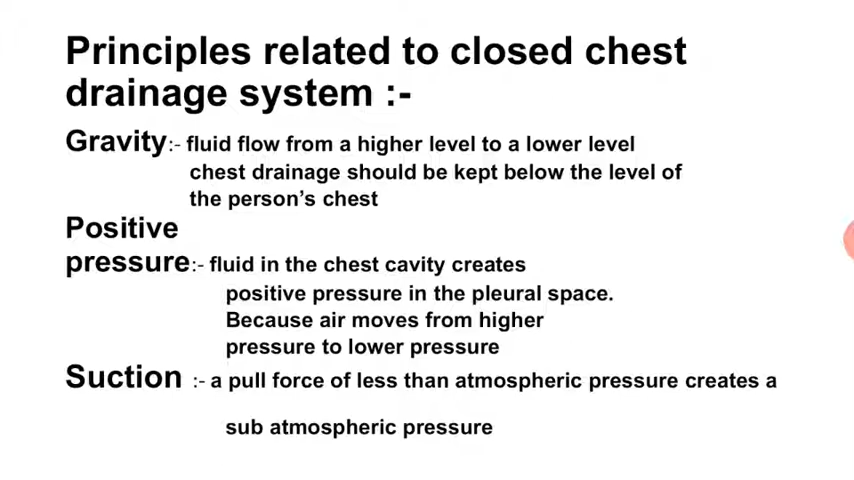 Principles related to closed chest
drainage system :-
Gravity:- fluid flow from a higher level to a lower level
chest drainage should be kept below the level of
the person's chest
Positive
pressure:- fluid in the chest cavity creates
positive pressure in the pleural space.
Because air moves from higher
pressure to lower pressure
Suction :- a pull force of less than atmospheric pressure creates a
sub atmospheric pressure